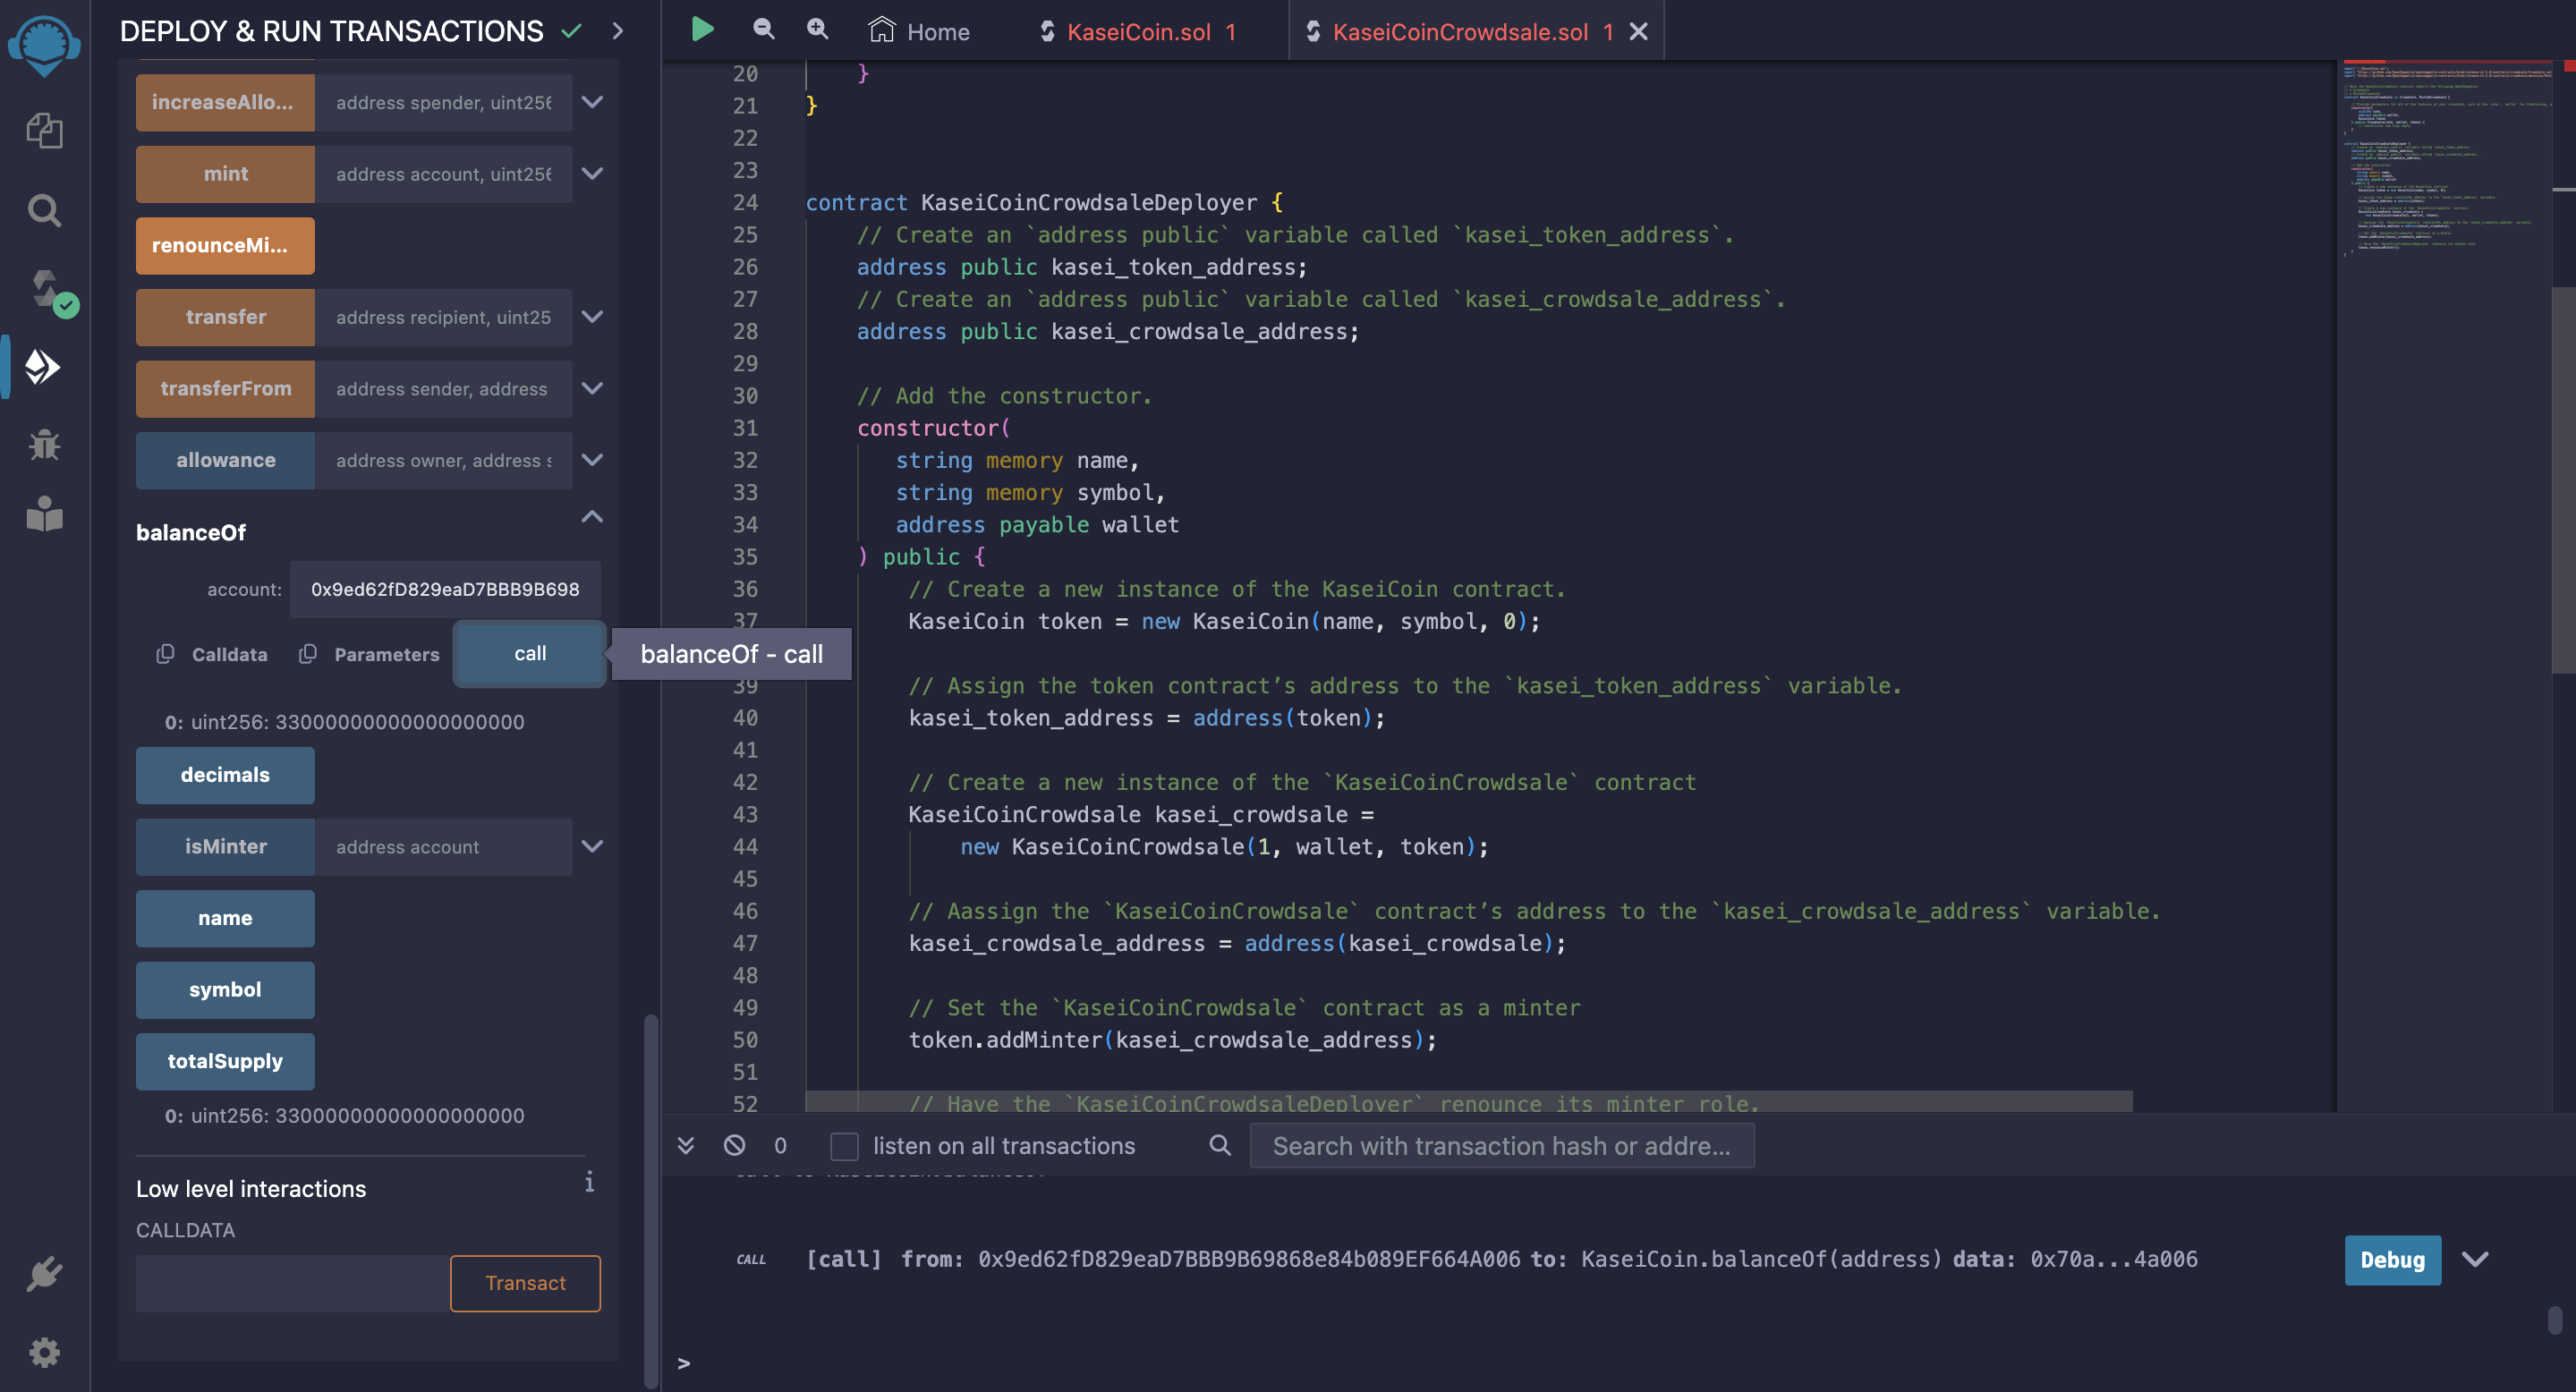 DEPLOY & RUN TRANSACTIONS
increaseAllo... address spender, uint256
mint address account, uint256
renounceMi...
transfer address recipient, uint25
transferFrom address sender, address
allowance address owner, address s
balanceOf
account: 0x9ed62fD829eaD7BBB9B698
Calldata Parameters call
balanceOf - call
0: uint256: 33000000000000000000
decimals
isMinter address account
name
symbol
totalSupply
0: uint256: 33000000000000000000
Low level interactions
i
CALLDATA
Transact
Home KaseiCoin.sol 1 KaseiCoinCrowdsale.sol 1
20 }
21 }
22
23
24 contract KaseiCoinCrowdsaleDeployer {
25 // Create an `address public` variable called `kasei_token_address`.
26 address public kasei_token_address;
27 // Create an `address public` variable called `kasei_crowdsale_address`.
28 address public kasei_crowdsale_address;
29
30 // Add the constructor.
31 constructor(
32 string memory name,
33 string memory symbol,
34 address payable wallet
35 ) public {
36 // Create a new instance of the KaseiCoin contract.
37 KaseiCoin token = new KaseiCoin(name, symbol, 0);
39 // Assign the token contract’s address to the `kasei_token_address` variable.
40 kasei_token_address = address(token);
41
42 // Create a new instance of the `KaseiCoinCrowdsale` contract
43 KaseiCoinCrowdsale kasei_crowdsale =
44 new KaseiCoinCrowdsale(1, wallet, token);
45
46 // Aassign the `KaseiCoinCrowdsale` contract’s address to the `kasei_crowdsale_address` variable.
47 kasei_crowdsale_address = address(kasei_crowdsale);
48
49 // Set the `KaseiCoinCrowdsale` contract as a minter
50 token.addMinter(kasei_crowdsale_address);
51
52 // Have the `KaseiCoinCrowdsaleDeployer` renounce its minter role.
0 listen on all transactions Search with transaction hash or addre...
CALL [call] from: 0x9ed62fD829eaD7BBB9B69868e84b089EF664A006 to: KaseiCoin.balanceOf(address) data: 0x70a...4a006 Debug
>